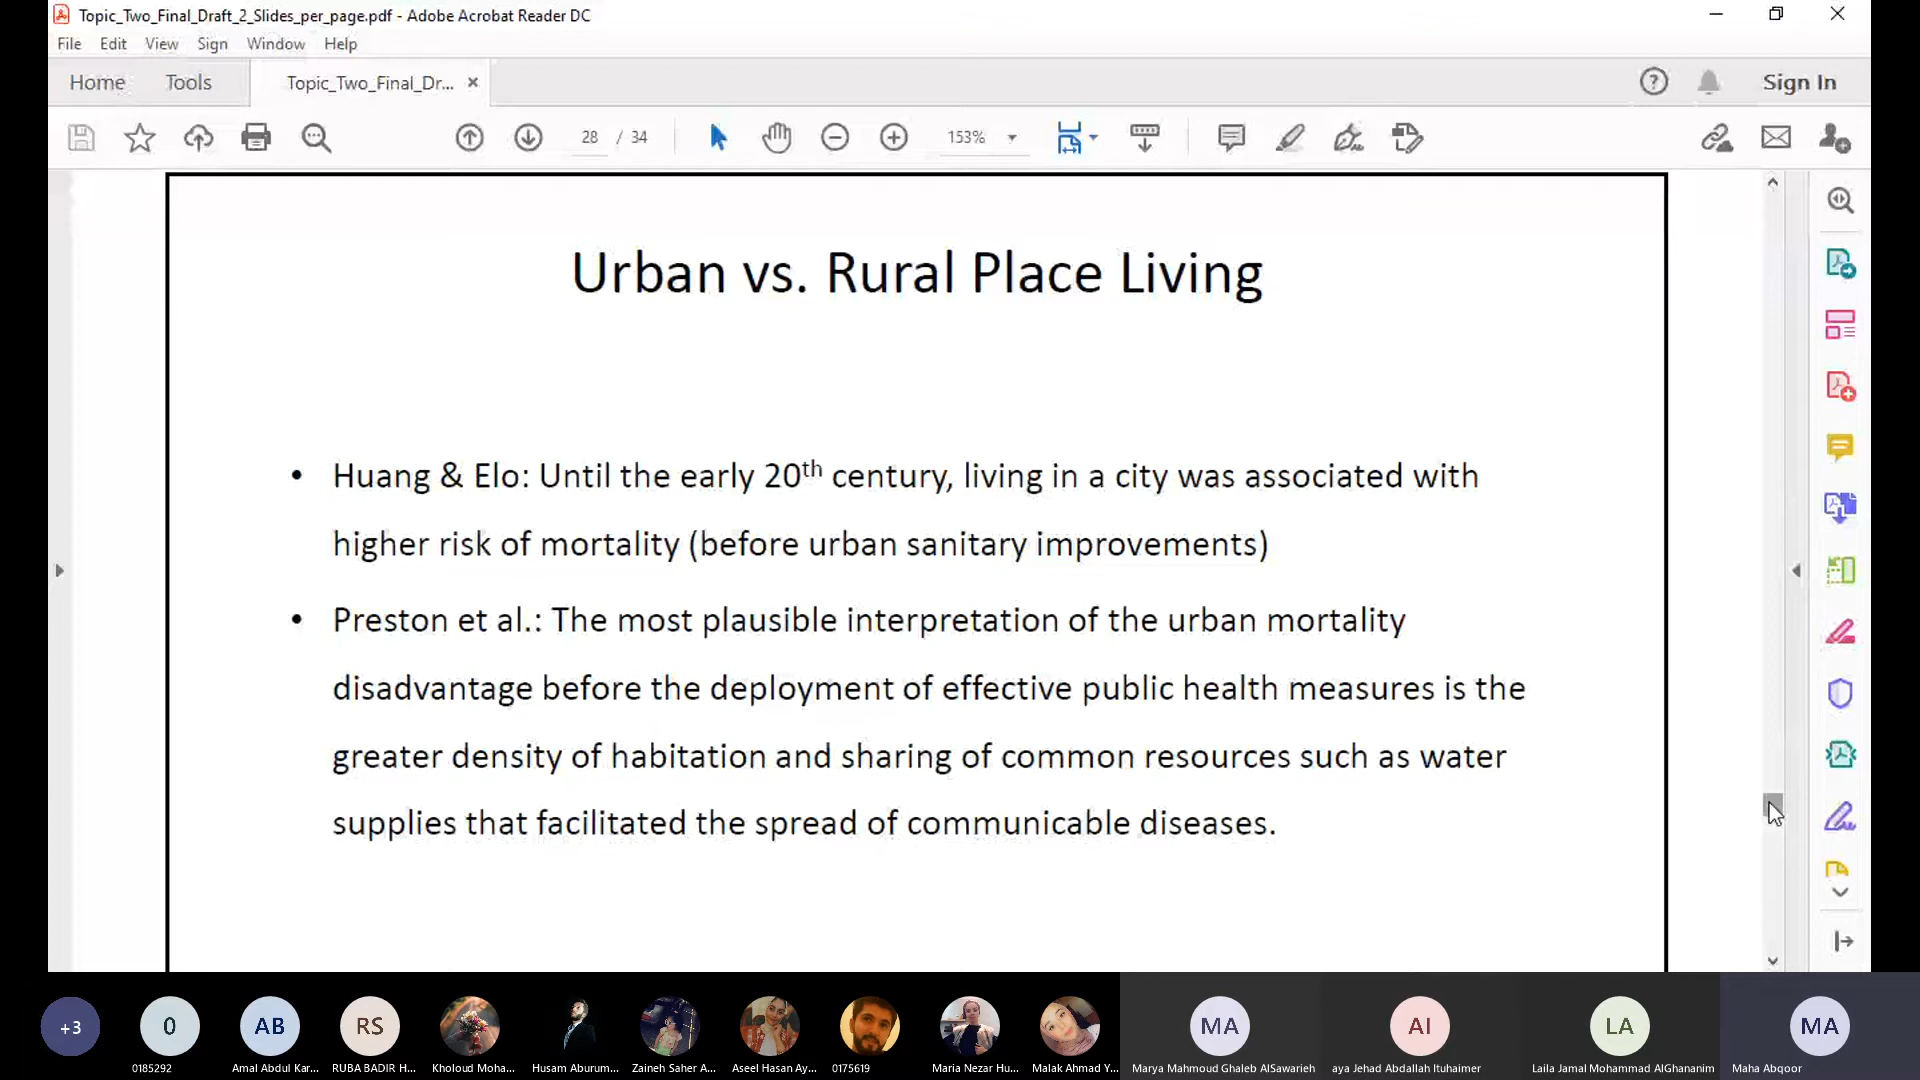 Topic_Two_Final_Draft_2_Slides_per_page.pdf - Adobe Acrobat Reader DC
File Edit View Sign Window Help
Home Tools Topic_Two_Final_Dr... × Sign In
28 / 34 153%
Urban vs. Rural Place Living
• Huang & Elo: Until the early 20th century, living in a city was associated with
higher risk of mortality (before urban sanitary improvements)
• Preston et al.: The most plausible interpretation of the urban mortality
disadvantage before the deployment of effective public health measures is the
greater density of habitation and sharing of common resources such as water
supplies that facilitated the spread of communicable diseases.
+3 0 AB RS MA AI LA MA
0185292 Amal Abdul Kar... RUBA BADIR H... Kholoud Moha... Husam Aburum... Zaineh Saher A... Aseel Hasan Ay... 0175619 Maria Nezar Hu... Malak Ahmad Y... Marya Mahmoud Ghaleb AlSawarieh aya Jehad Abdallah Ituhaimer Laila Jamal Mohammad AlGhananim Maha Abqoor